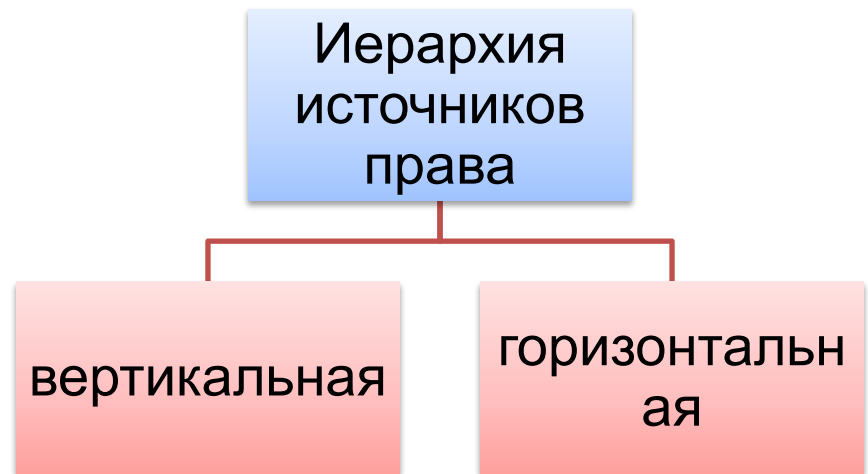 Иерархия
источников
права
вертикальная
горизонтальн
ая